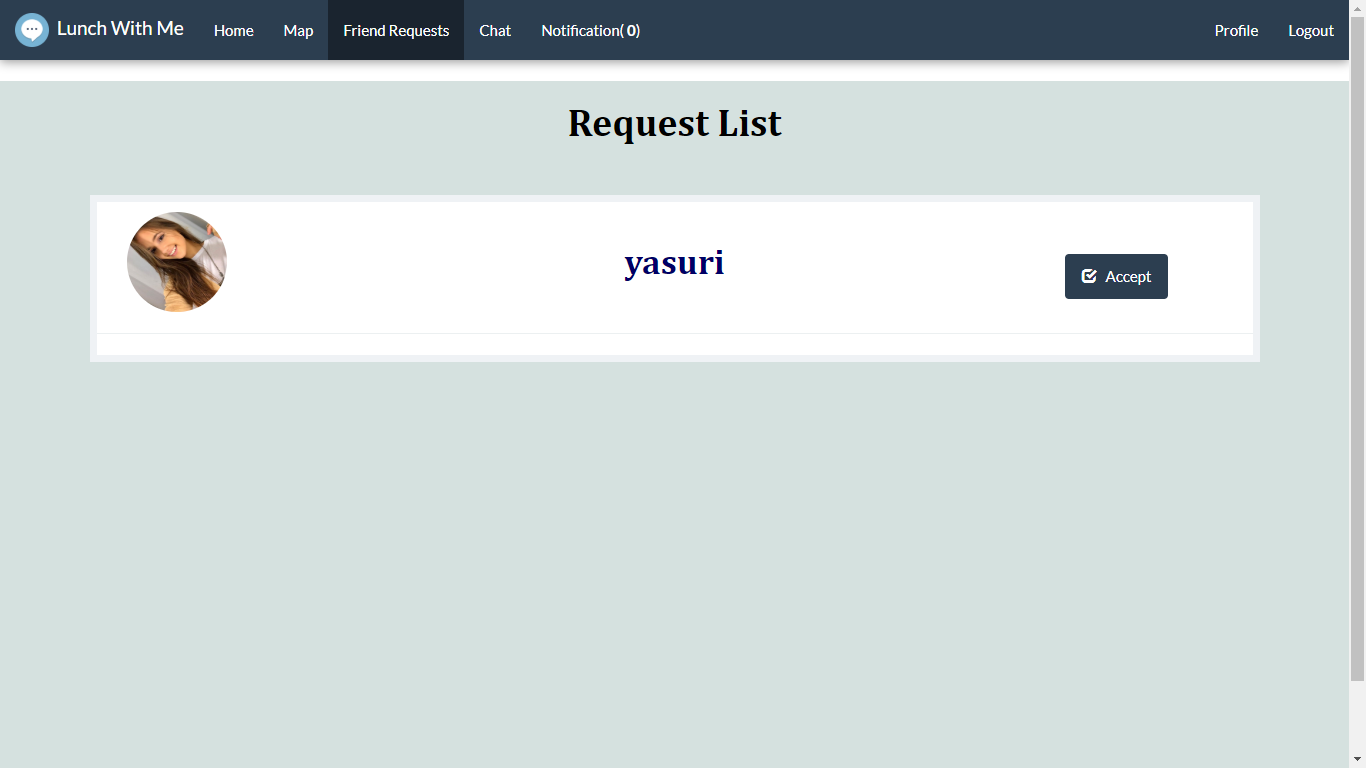 Lunch With Me Home Map Friend Requests Chat Notification( 0) Profile Logout
Request List
yasuri
Accept